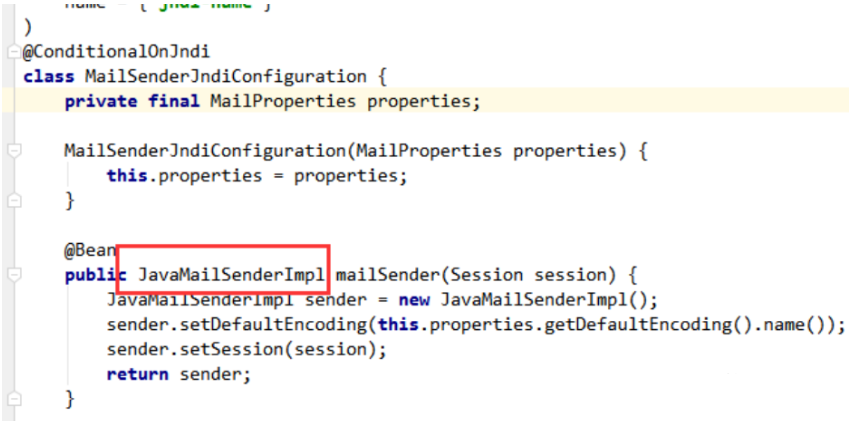 name = { "jndi-name" }
)
@ConditionalOnJndi
class MailSenderJndiConfiguration {
private final MailProperties properties;
MailSenderJndiConfiguration(MailProperties properties) {
this.properties = properties;
}
@Bean
public JavaMailSenderImpl mailSender(Session session) {
JavaMailSenderImpl sender = new JavaMailSenderImpl();
sender.setDefaultEncoding(this.properties.getDefaultEncoding().name());
sender.setSession(session);
return sender;
}